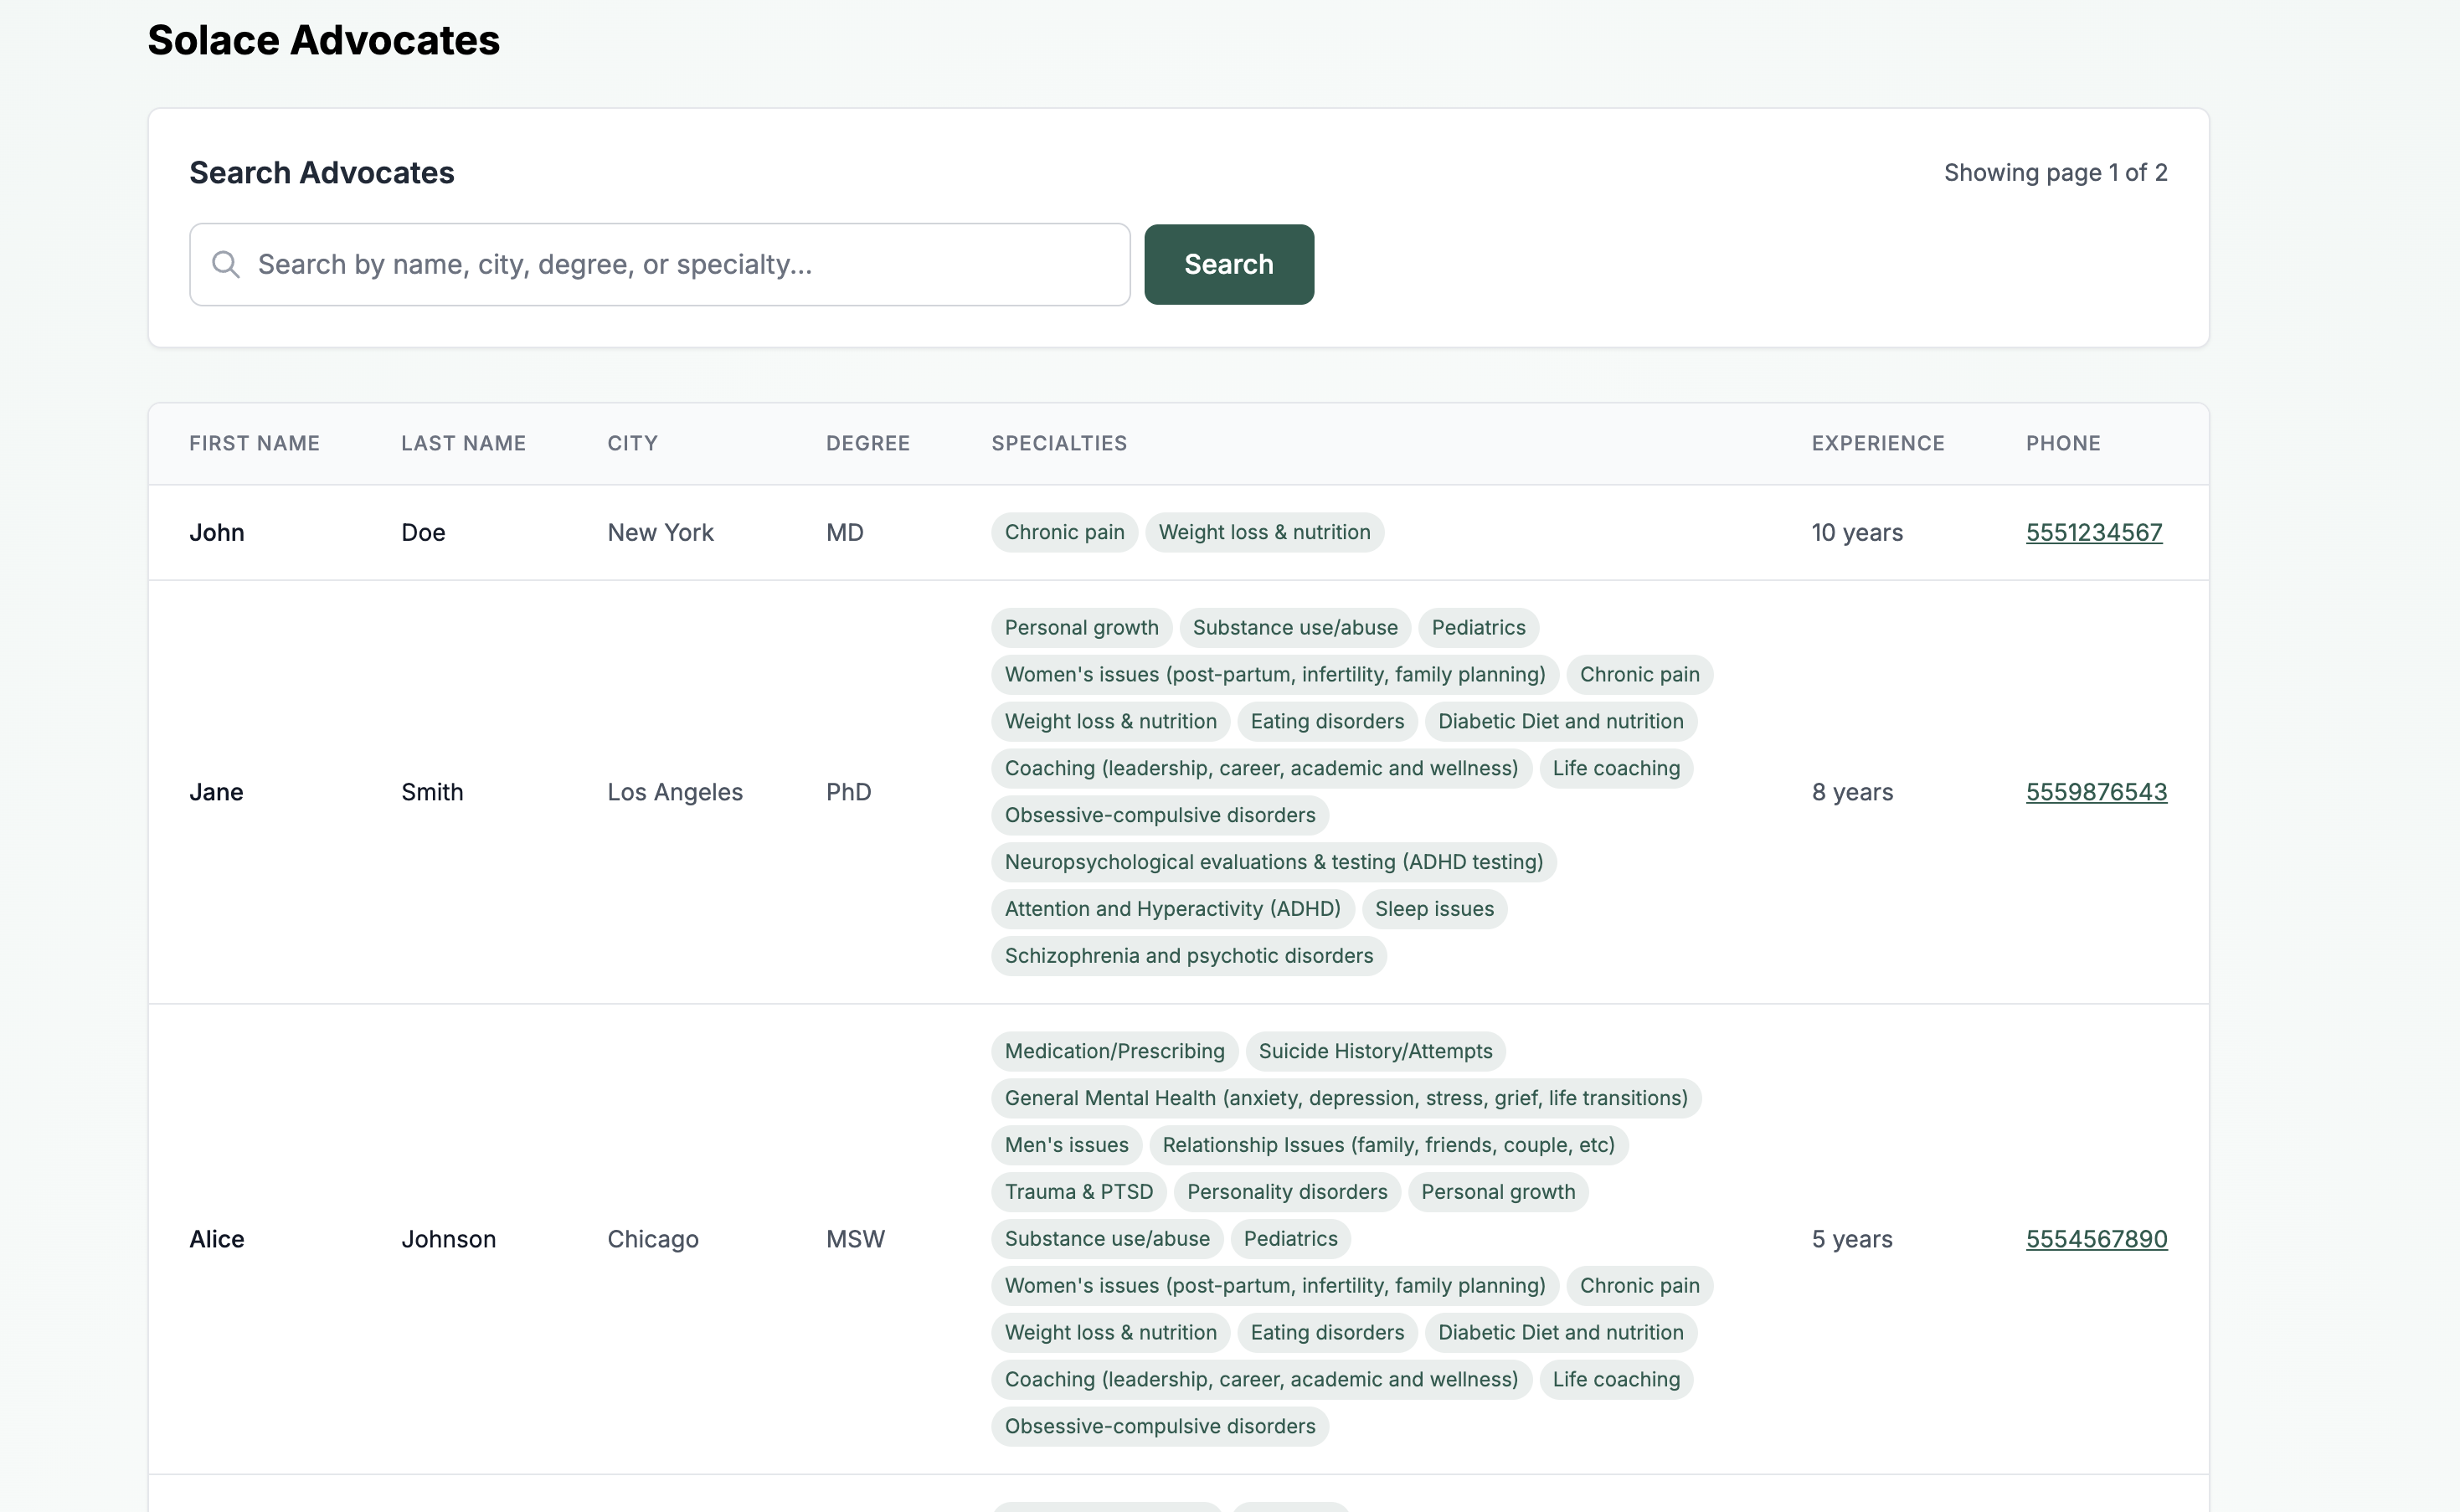 Solace Advocates
Search Advocates
Showing page 1 of 2
Search by name, city, degree, or specialty...
Search
FIRST NAME LAST NAME CITY DEGREE SPECIALTIES EXPERIENCE PHONE
John Doe New York MD Chronic pain Weight loss & nutrition 10 years 5551234567
Personal growth Substance use/abuse Pediatrics
Women's issues (post-partum, infertility, family planning) Chronic pain
Weight loss & nutrition Eating disorders Diabetic Diet and nutrition
Coaching (leadership, career, academic and wellness) Life coaching
Jane Smith Los Angeles PhD 8 years 5559876543
Obsessive-compulsive disorders
Neuropsychological evaluations & testing (ADHD testing)
Attention and Hyperactivity (ADHD) Sleep issues
Schizophrenia and psychotic disorders
Medication/Prescribing Suicide History/Attempts
General Mental Health (anxiety, depression, stress, grief, life transitions)
Men's issues Relationship Issues (family, friends, couple, etc)
Trauma & PTSD Personality disorders Personal growth
Alice Johnson Chicago MSW Substance use/abuse Pediatrics 5 years 5554567890
Women's issues (post-partum, infertility, family planning) Chronic pain
Weight loss & nutrition Eating disorders Diabetic Diet and nutrition
Coaching (leadership, career, academic and wellness) Life coaching
Obsessive-compulsive disorders